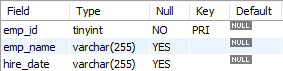 Field Type Null Key Default
emp_id tinyint NO PRI NULL
emp_name varchar(255) YES NULL
hire_date varchar(255) YES NULL